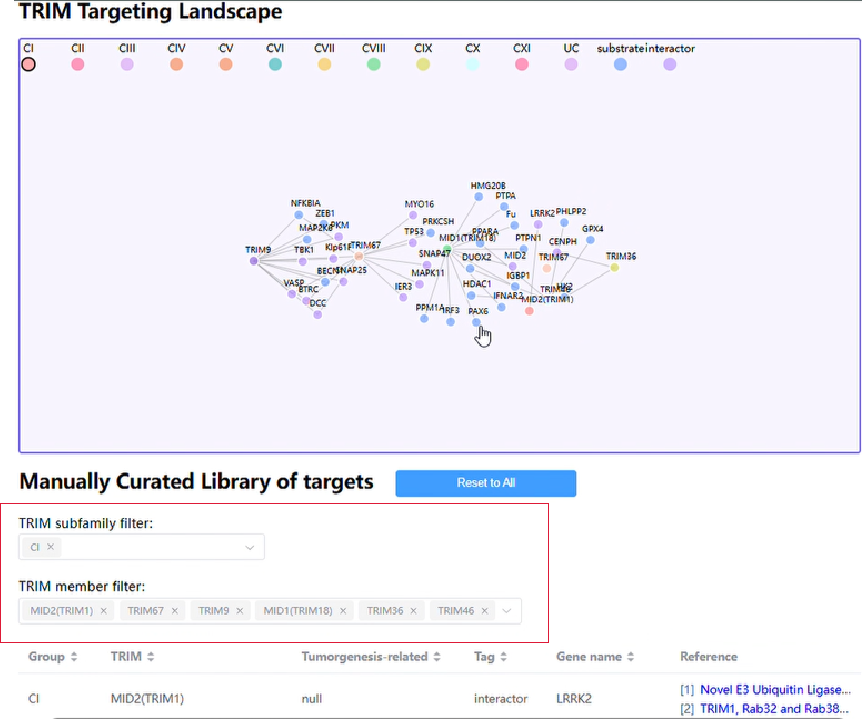 TRIM Targeting Landscape
CI CII CIII CIV CV CVI CVII CVIII CIX CX CXI UC substrate interactor
CI
HMG20B
PTPA
NFKBIA MYO16
ZEB1 Fu LRRK2 PHLPP2
MAP2K6 PKM TP53 PRKCSH PPARA GPX4
MID1(TRIM18) PTPN1 CENPH
TRIM9 TBK1 Kip618 TRIM67 SNAP47 DUOX2 MID2 TRIM67 TRIM36
BECN1 SNAP25 MAPK11 IGBP1
VASP BTRC IER3 HDAC1 IFNAR2 HK2
DCC MID2(TRIM1)
PPM1A IRF3 PAX6
Manually Curated Library of targets Reset to All
TRIM subfamily filter:
CI ×
TRIM member filter:
MID2(TRIM1) × TRIM67 × TRIM9 × MID1(TRIM18) × TRIM36 × TRIM46 ×
Group TRIM Tumorgenesis-related Tag Gene name Reference
CI MID2(TRIM1) null interactor LRRK2 [1] Novel E3 Ubiquitin Ligase...
[2] TRIM1, Rab32 and Rab38...